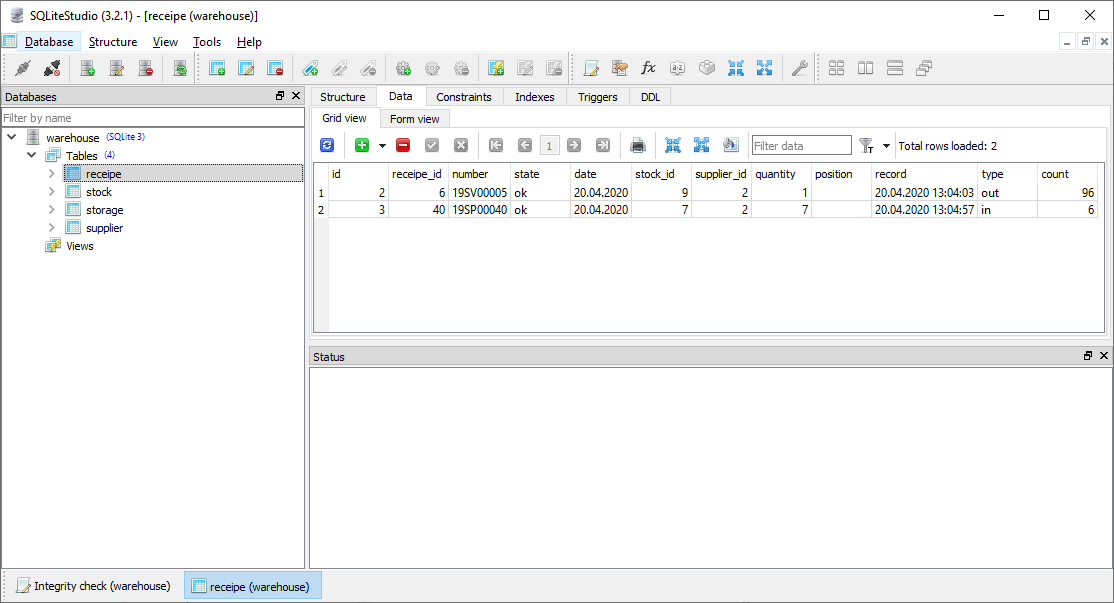 SQLiteStudio (3.2.1) - [receipe (warehouse)]
Database Structure View Tools Help
Databases
Filter by name
warehouse (SQLite 3)
Tables (4)
receipe
stock
storage
supplier
Views
Structure Data Constraints Indexes Triggers DDL
Grid view Form view
1 Filter data Total rows loaded: 2
id receipe_id number state date stock_id supplier_id quantity position record type count
1 2 6 19SV00005 ok 20.04.2020 9 2 1 20.04.2020 13:04:03 out 96
2 3 40 19SP00040 ok 20.04.2020 7 2 7 20.04.2020 13:04:57 in 6
Status
Integrity check (warehouse) receipe (warehouse)